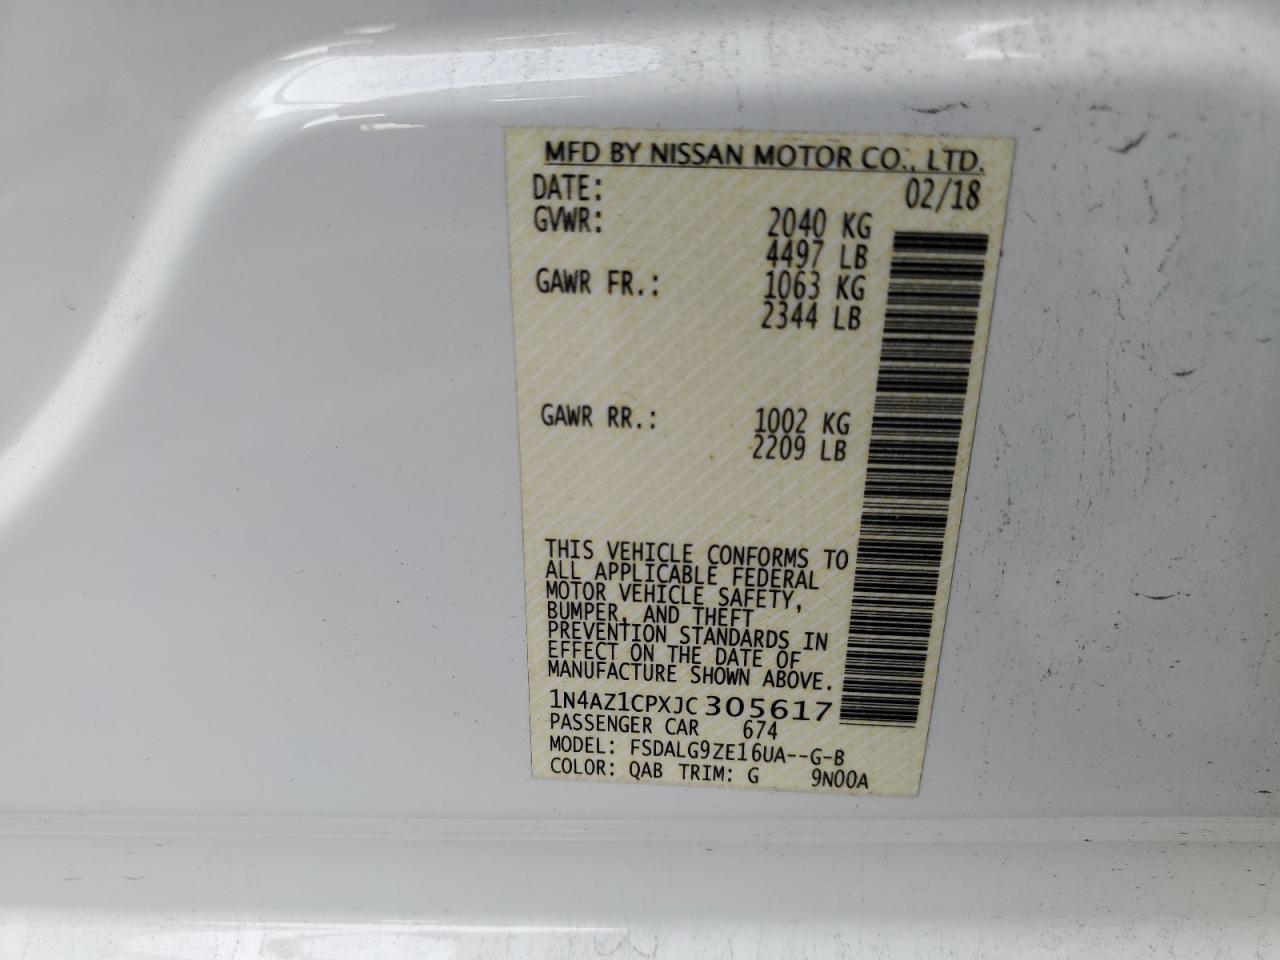 MFD BY NISSAN MOTOR CO., LTD.
DATE: 02/18
GVWR: 2040 KG
4497 LB
GAWR FR.: 1063 KG
2344 LB
GAWR RR.: 1002 KG
2209 LB
THIS VEHICLE CONFORMS TO
ALL APPLICABLE FEDERAL
MOTOR VEHICLE SAFETY,
BUMPER, AND THEFT
PREVENTION STANDARDS IN
EFFECT ON THE DATE OF
MANUFACTURE SHOWN ABOVE.
1N4AZ1CPXJC305617
PASSENGER CAR 674
MODEL: FSDALG9ZE16UA--G-B
COLOR: QAB TRIM: G 9N00A